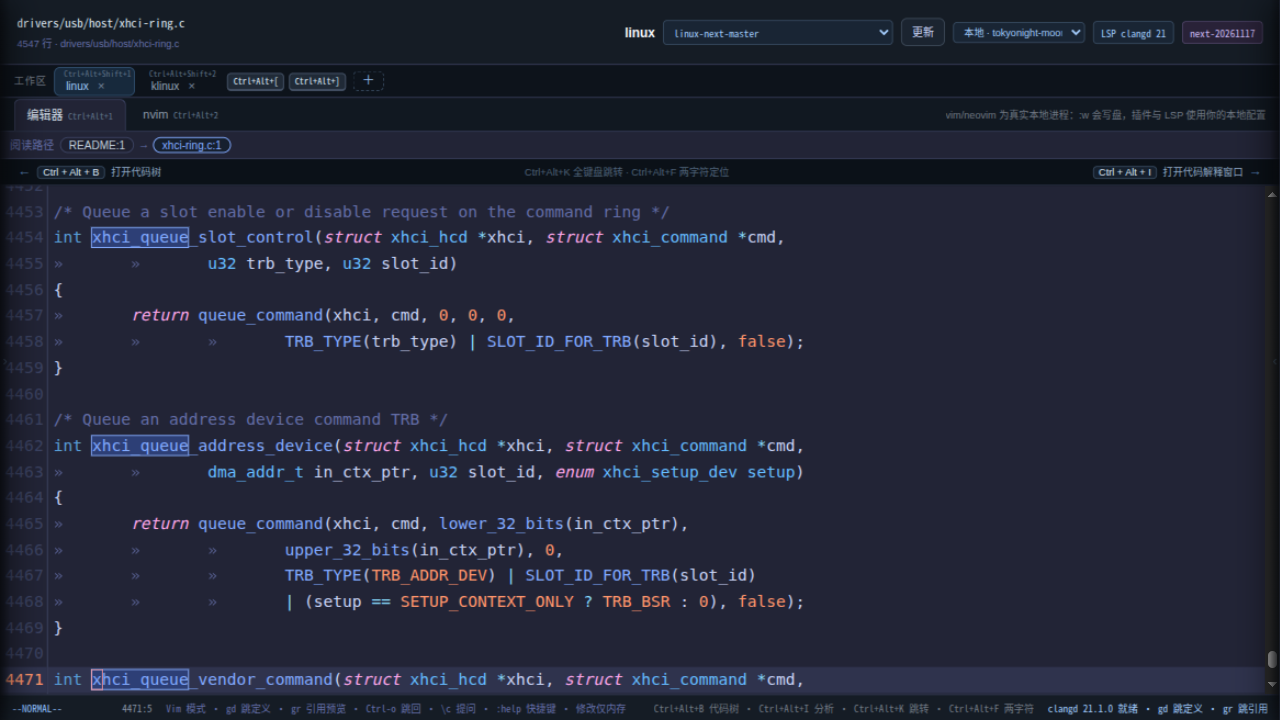 drivers/usb/host/xhci-ring.c
4547 行 · drivers/usb/host/xhci-ring.c
linux linux-next-master 更新 本地 · tokyonight-moon LSP clangd 21 next-20261117
工作区 Ctrl+Alt+Shift+1 linux × Ctrl+Alt+Shift+2 klinux × Ctrl+Alt+[ Ctrl+Alt+] +
编辑器 Ctrl+Alt+1 nvim Ctrl+Alt+2 vim/neovim 为真实本地进程；:w 会写盘，插件与 LSP 使用你的本地配置
阅读路径 README:1 → xhci-ring.c:1
← Ctrl + Alt + B 打开代码树 Ctrl+Alt+K 全键盘跳转 · Ctrl+Alt+F 两字符定位 Ctrl + Alt + I 打开代码解释窗口 →
4452
4453 /* Queue a slot enable or disable request on the command ring */
4454 int xhci_queue_slot_control(struct xhci_hcd *xhci, struct xhci_command *cmd,
4455 » » u32 trb_type, u32 slot_id)
4456 {
4457 » return queue_command(xhci, cmd, 0, 0, 0,
4458 » » » TRB_TYPE(trb_type) | SLOT_ID_FOR_TRB(slot_id), false);
4459 }
4460
4461 /* Queue an address device command TRB */
4462 int xhci_queue_address_device(struct xhci_hcd *xhci, struct xhci_command *cmd,
4463 » » dma_addr_t in_ctx_ptr, u32 slot_id, enum xhci_setup_dev setup)
4464 {
4465 » return queue_command(xhci, cmd, lower_32_bits(in_ctx_ptr),
4466 » » » upper_32_bits(in_ctx_ptr), 0,
4467 » » » TRB_TYPE(TRB_ADDR_DEV) | SLOT_ID_FOR_TRB(slot_id)
4468 » » » | (setup == SETUP_CONTEXT_ONLY ? TRB_BSR : 0), false);
4469 }
4470
4471 int xhci_queue_vendor_command(struct xhci_hcd *xhci, struct xhci_command *cmd,
--NORMAL-- 4471:5 Vim 模式 · gd 跳定义 · gr 引用预览 · Ctrl-o 跳回 · \c 提问 · :help 快捷键 · 修改仅内存 Ctrl+Alt+B 代码树 · Ctrl+Alt+I 分析 · Ctrl+Alt+K 跳转 · Ctrl+Alt+F 两字符 clangd 21.1.0 就绪 · gd 跳定义 · gr 跳引用